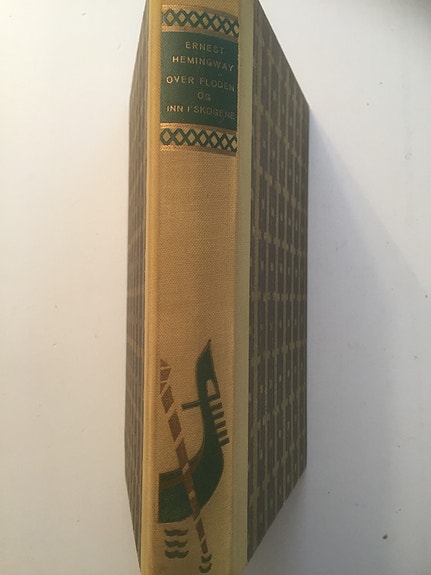 ERNEST
HEMINGWAY
OVER FLODEN
OG
INN I SKOGENE